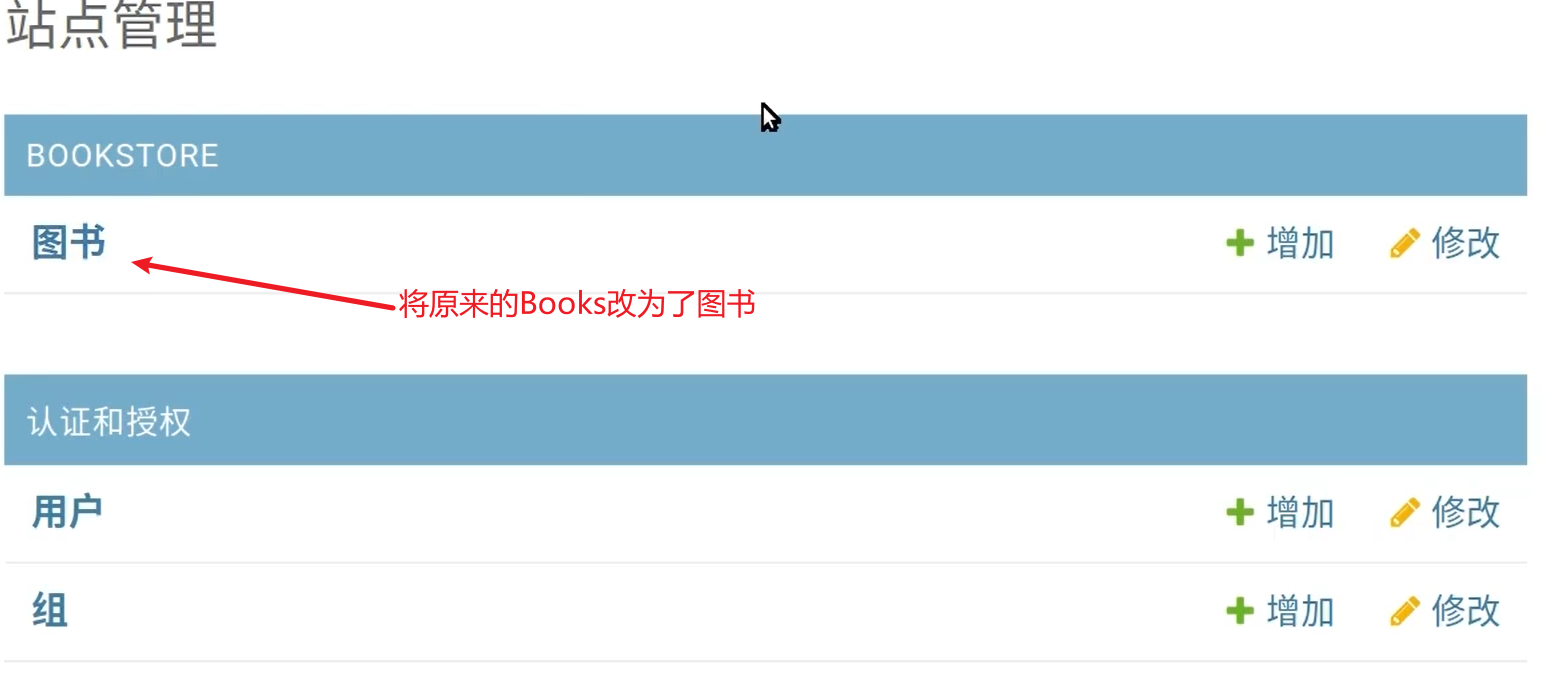 站点管理
BOOKSTORE
图书 增加 修改
将原来的Books改为了图书
认证和授权
用户 增加 修改
组 增加 修改